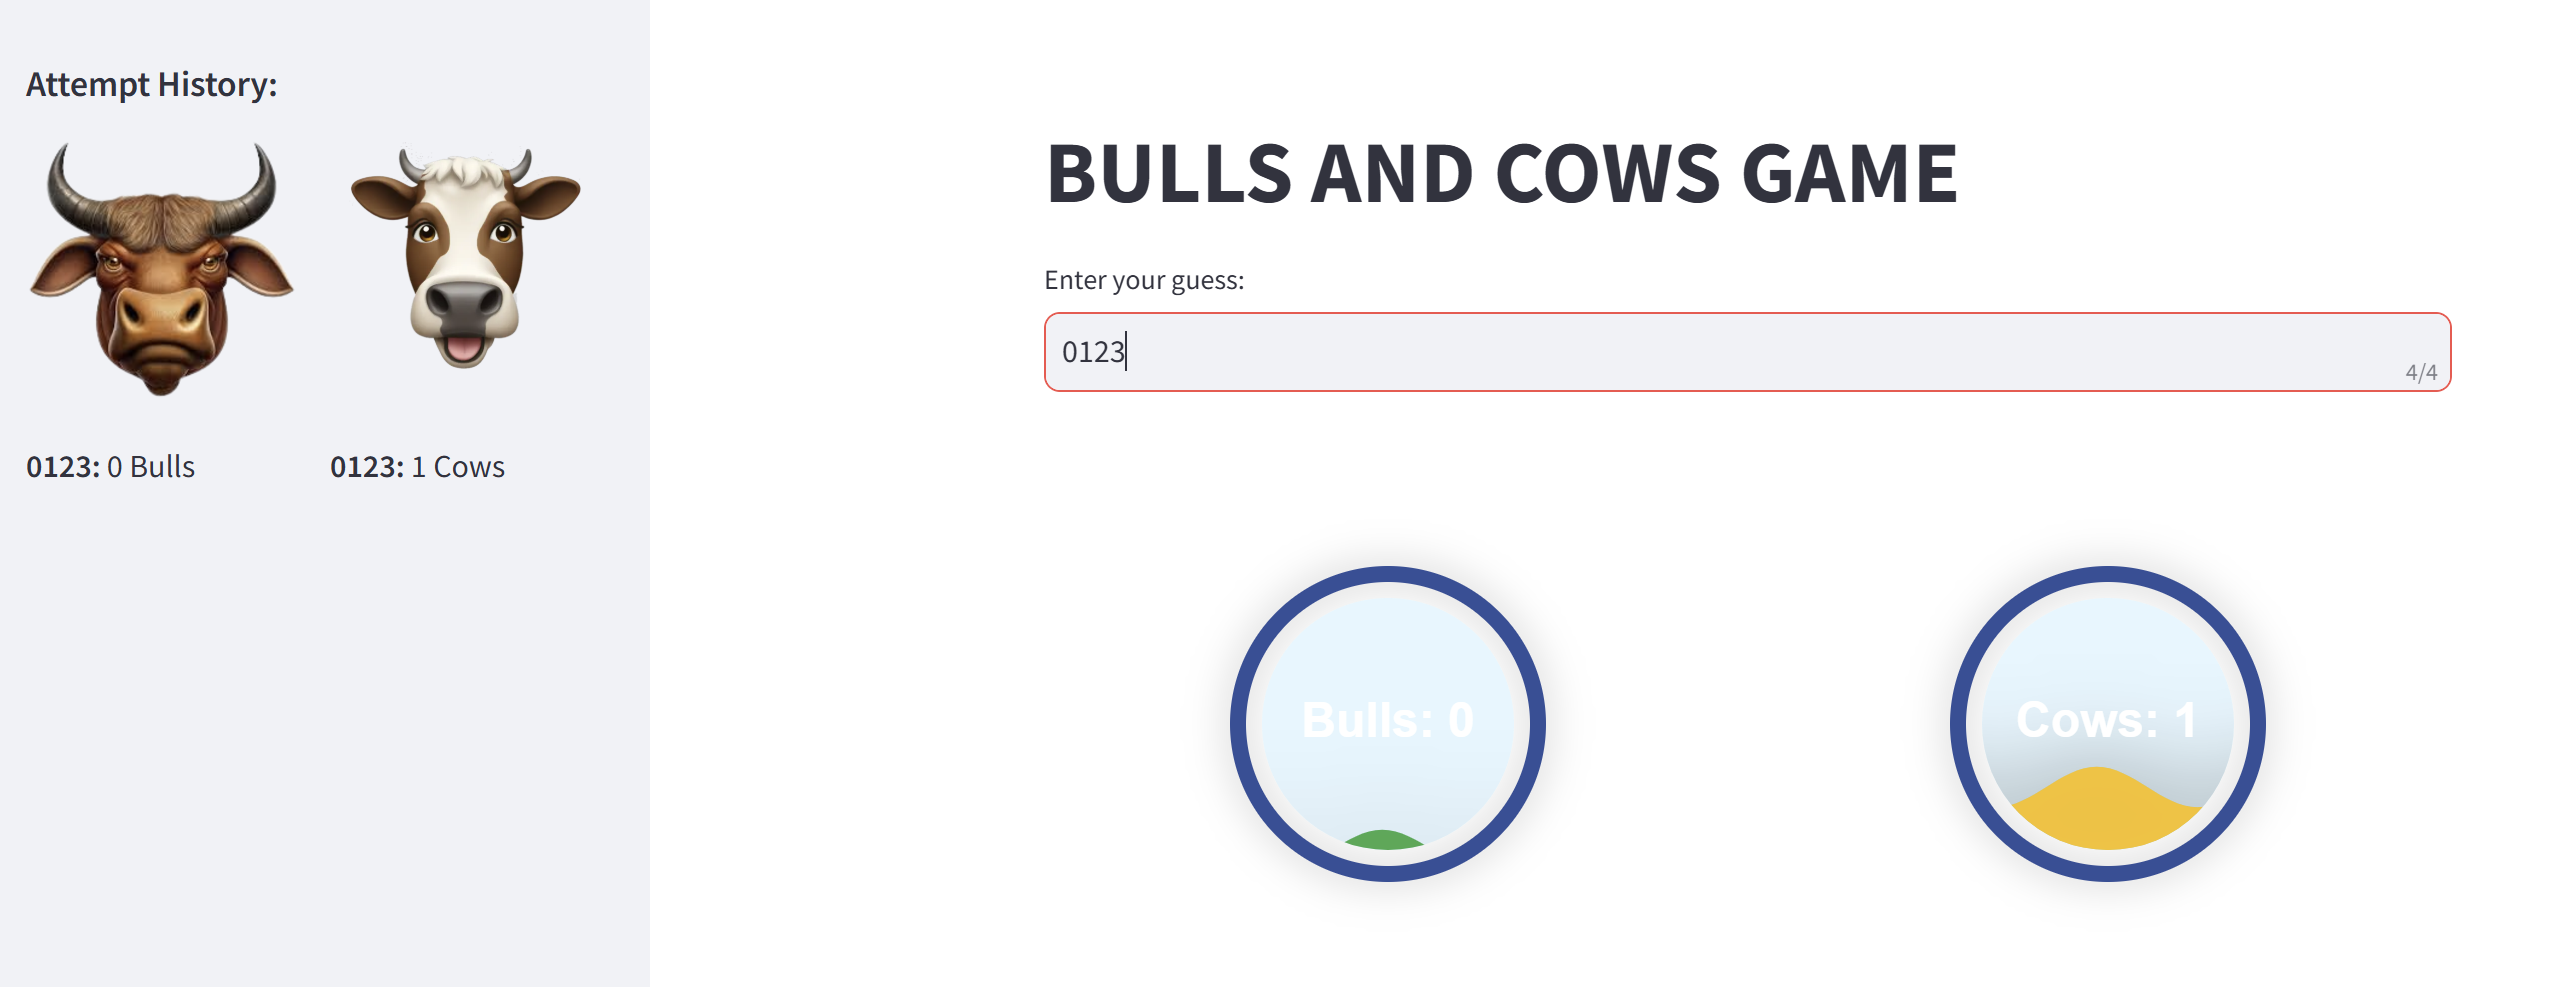 Attempt History:
0123: 0 Bulls
0123: 1 Cows
BULLS AND COWS GAME
Enter your guess:
0123
4/4
Bulls: 0
Cows: 1